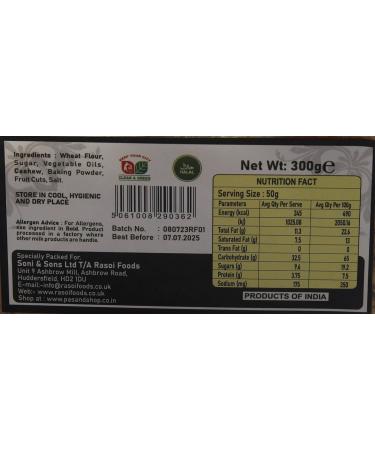 Ingredients : Wheat Flour,
Sugar, Vegetable Oils,
Cashew, Baking Powder,
Fruit Cuts, Salt.
STORE IN COOL, HYGIENIC
AND DRY PLACE
Allergen Advice : For Allergens,
see ingredient in Bold. Product
processed in a factory where
other milk products are handle.
KEEP YOUR CITY
CLEAN & GREEN
HALAL
5061008290362
Batch No. : 080723RF01
Best Before : 07.07.2025
Net Wt: 300g℮
NUTRITION FACT
Serving Size : 50g
Parameters Avg Qty Per Serve Avg Qty Per 100g
Energy (kcal) 245 490
(kj) 1025.08 2050.16
Total Fat (g) 11.3 22.6
Saturated Fat (g) 7.5 13
Trans Fat (g) 0 0
Carbohydrate (g) 32.5 65
Sugars (g) 9.6 19.2
Protein (g) 3.75 7.5
Sodium (mg) 175 350
PRODUCTS OF INDIA
Specially Packed For:
Soni & Sons Ltd T/A Rasoi Foods
Unit 9 Ashbrow Mill, Ashbrow Road,
Huddersfield, HD2 1DU
E-mail:-info@rasoifoods.co.uk
www.rasoifoods.co.uk
Shop at : www.pesandshop.co.in